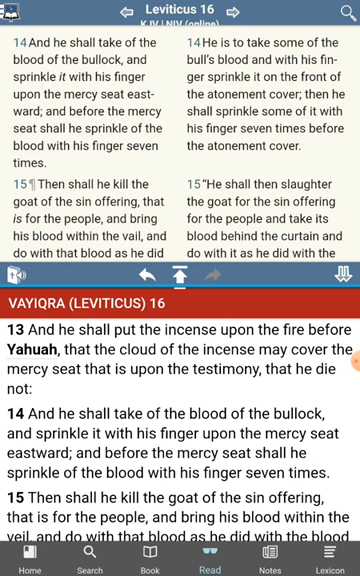 Leviticus 16
KJV | NIV (online)
14 And he shall take of the
blood of the bullock, and
sprinkle it with his finger
upon the mercy seat east-
ward; and before the mercy
seat shall he sprinkle of the
blood with his finger seven
times.
15 ¶ Then shall he kill the
goat of the sin offering, that
is for the people, and bring
his blood within the vail, and
do with that blood as he did
14 He is to take some of the
bull’s blood and with his fin-
ger sprinkle it on the front of
the atonement cover; then he
shall sprinkle some of it with
his finger seven times before
the atonement cover.
15 “He shall then slaughter
the goat for the sin offering
for the people and take its
blood behind the curtain and
do with it as he did with the
VAYIQRA (LEVITICUS) 16
13 And he shall put the incense upon the fire before
Yahuah, that the cloud of the incense may cover the
mercy seat that is upon the testimony, that he die
not:
14 And he shall take of the blood of the bullock,
and sprinkle it with his finger upon the mercy seat
eastward; and before the mercy seat shall he
sprinkle of the blood with his finger seven times.
15 Then shall he kill the goat of the sin offering,
that is for the people, and bring his blood within the
veil, and do with that blood as he did with the blood
Home
Search
Book
Read
Notes
Lexicon